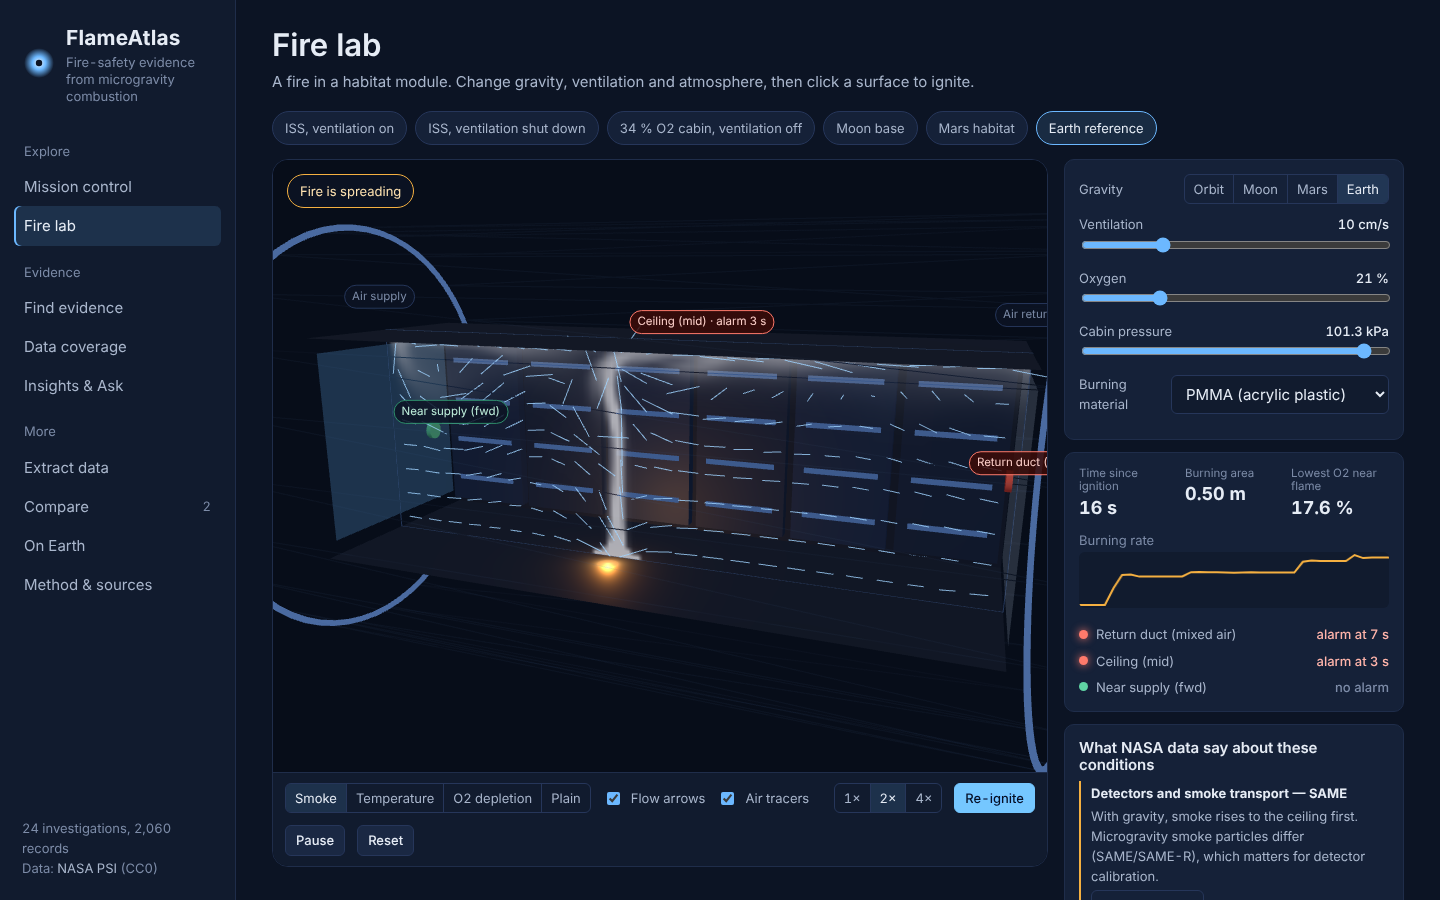 FlameAtlas
Fire-safety evidence
from microgravity
combustion
Explore
Mission control
Fire lab
Evidence
Find evidence
Data coverage
Insights & Ask
More
Extract data
Compare 2
On Earth
Method & sources
24 investigations, 2,060
records
Data: NASA PSI (CC0)
Fire lab
A fire in a habitat module. Change gravity, ventilation and atmosphere, then click a surface to ignite.
ISS, ventilation on
ISS, ventilation shut down
34 % O2 cabin, ventilation off
Moon base
Mars habitat
Earth reference
Fire is spreading
Air supply
Ceiling (mid) · alarm 3 s
Air retur
Near supply (fwd)
Return duct (
Smoke
Temperature
O2 depletion
Plain
Flow arrows
Air tracers
1×
2×
4×
Re-ignite
Pause
Reset
Gravity
Orbit
Moon
Mars
Earth
Ventilation 10 cm/s
Oxygen 21 %
Cabin pressure 101.3 kPa
Burning
material
PMMA (acrylic plastic)
Time since
ignition
16 s
Burning area
0.50 m
Lowest O2 near
flame
17.6 %
Burning rate
Return duct (mixed air) alarm at 7 s
Ceiling (mid) alarm at 3 s
Near supply (fwd) no alarm
What NASA data say about these
conditions
Detectors and smoke transport — SAME
With gravity, smoke rises to the ceiling first.
Microgravity smoke particles differ
(SAME/SAME-R), which matters for detector
calibration.